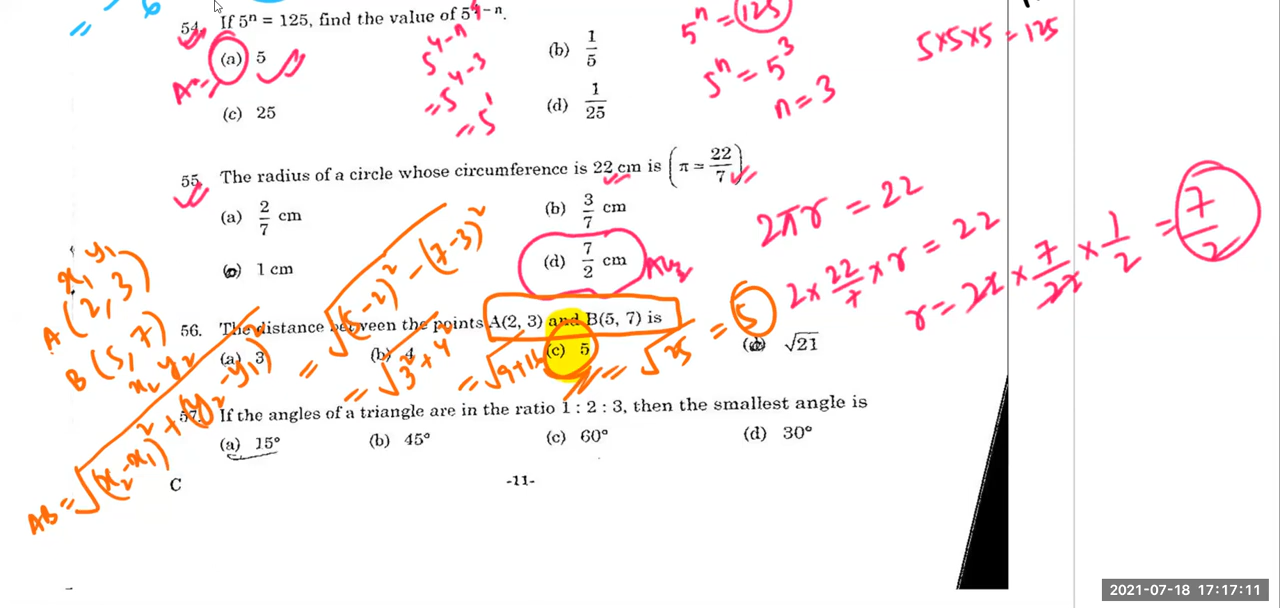 6
=
54. If 5ⁿ = 125, find the value of 5⁴⁻ⁿ.
(a) 5
(b) 1/5
(c) 25
(d) 1/25
5⁴⁻ⁿ
= 5⁴⁻³
= 5¹
5ⁿ = 125
5ⁿ = 5³
n = 3
5×5×5 = 125
55. The radius of a circle whose circumference is 22 cm is (π = 22/7)
(a) 2/7 cm
(b) 3/7 cm
(c) 1 cm
(d) 7/2 cm
2πr = 22
2 × 22/7 × r = 22
r = 22 × 7/22 × 1/2 = 7/2
56. The distance between the points A(2, 3) and B(5, 7) is
(a) 3
(b) 4
(c) 5
(d) √21
x₁ y₁
A (2, 3)
B (5, 7)
x₂ y₂
AB = √(x₂-x₁)² + (y₂-y₁)²
= √(5-2)² - (7-3)²
= √3² + 4²
= √9+16
= √25 = 5
57. If the angles of a triangle are in the ratio 1 : 2 : 3, then the smallest angle is
(a) 15°
(b) 45°
(c) 60°
(d) 30°
C
-11-
2021-07-18 17:17:11